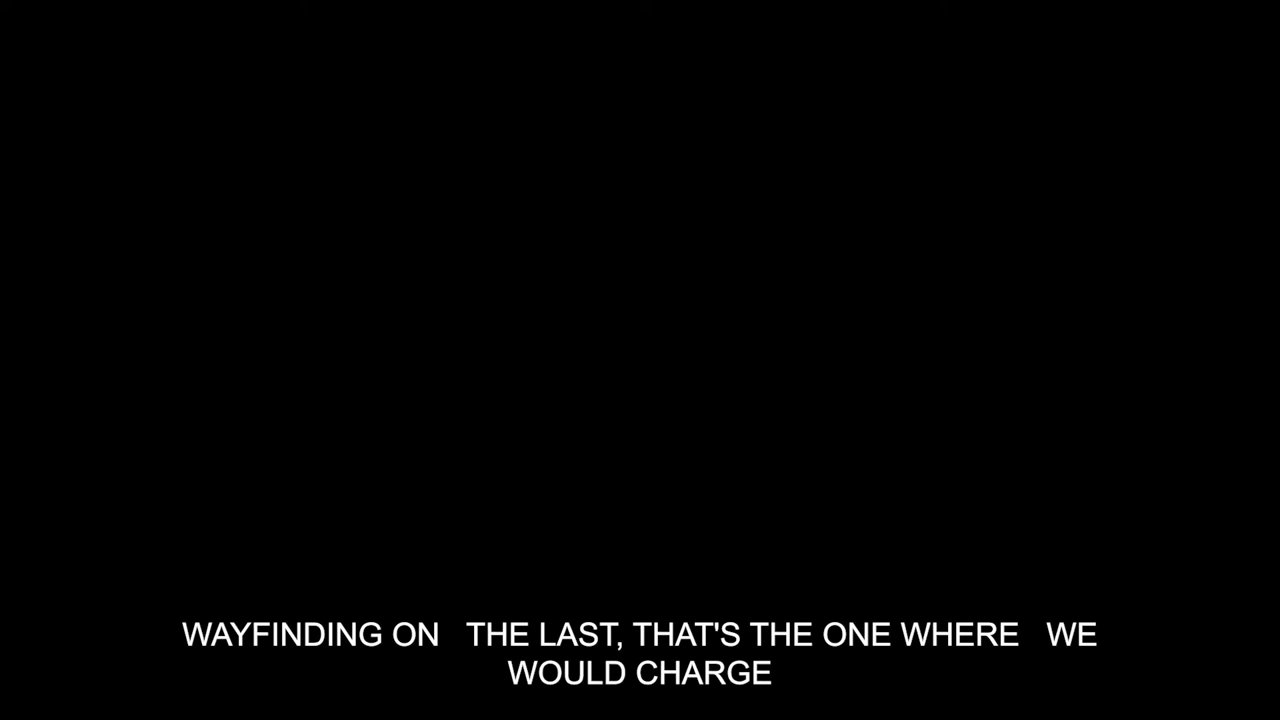 WAYFINDING ON   THE LAST, THAT'S THE ONE WHERE   WE
WOULD CHARGE